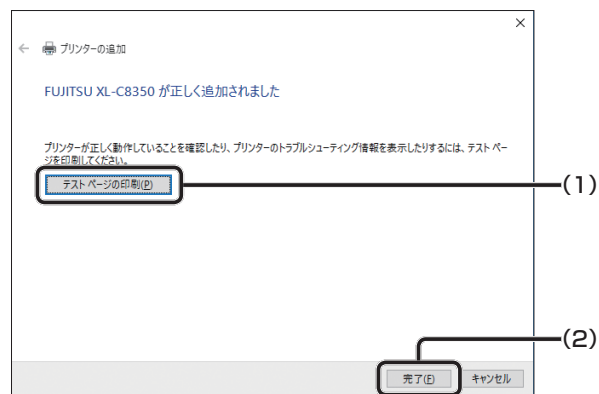 プリンターの追加
FUJITSU XL-C8350 が正しく追加されました
プリンターが正しく動作していることを確認したり、プリンターのトラブルシューティング情報を表示したりするには、テスト ペー
ジを印刷してください。
テスト ページの印刷(P)
(1)
(2)
完了(F) キャンセル